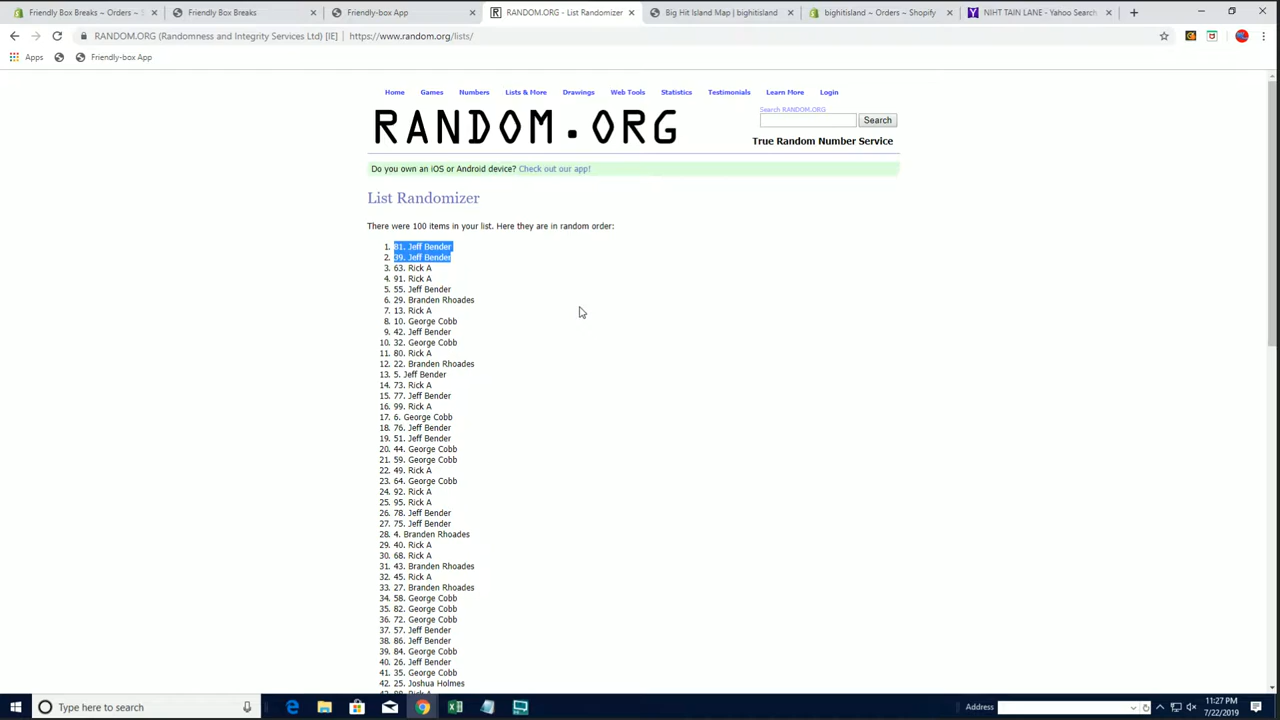 Friendly Box Breaks ~ Orders ~ S
Friendly Box Breaks
Friendly-box App
RANDOM.ORG - List Randomizer
Big Hit Island Map | bighitisland
bighitisland ~ Orders ~ Shopify
NIHT TAIN LANE - Yahoo Search
RANDOM.ORG (Randomness and Integrity Services Ltd) [IE] | https://www.random.org/lists/
Apps
Friendly-box App
Home Games Numbers Lists & More Drawings Web Tools Statistics Testimonials Learn More Login
Search RANDOM.ORG
RANDOM.ORG
Search
True Random Number Service
Do you own an iOS or Android device? Check out our app!
List Randomizer
There were 100 items in your list. Here they are in random order:
1. 81. Jeff Bender
2. 39. Jeff Bender
3. 63. Rick A
4. 91. Rick A
5. 55. Jeff Bender
6. 29. Branden Rhoades
7. 13. Rick A
8. 10. George Cobb
9. 42. Jeff Bender
10. 32. George Cobb
11. 80. Rick A
12. 22. Branden Rhoades
13. 5. Jeff Bender
14. 73. Rick A
15. 77. Jeff Bender
16. 99. Rick A
17. 6. George Cobb
18. 76. Jeff Bender
19. 51. Jeff Bender
20. 44. George Cobb
21. 59. George Cobb
22. 49. Rick A
23. 64. George Cobb
24. 92. Rick A
25. 95. Rick A
26. 78. Jeff Bender
27. 75. Jeff Bender
28. 4. Branden Rhoades
29. 40. Rick A
30. 68. Rick A
31. 43. Branden Rhoades
32. 45. Rick A
33. 27. Branden Rhoades
34. 58. George Cobb
35. 82. George Cobb
36. 72. George Cobb
37. 57. Jeff Bender
38. 86. Jeff Bender
39. 84. George Cobb
40. 26. Jeff Bender
41. 35. George Cobb
42. 25. Joshua Holmes
Type here to search
Address
11:27 PM
7/22/2019